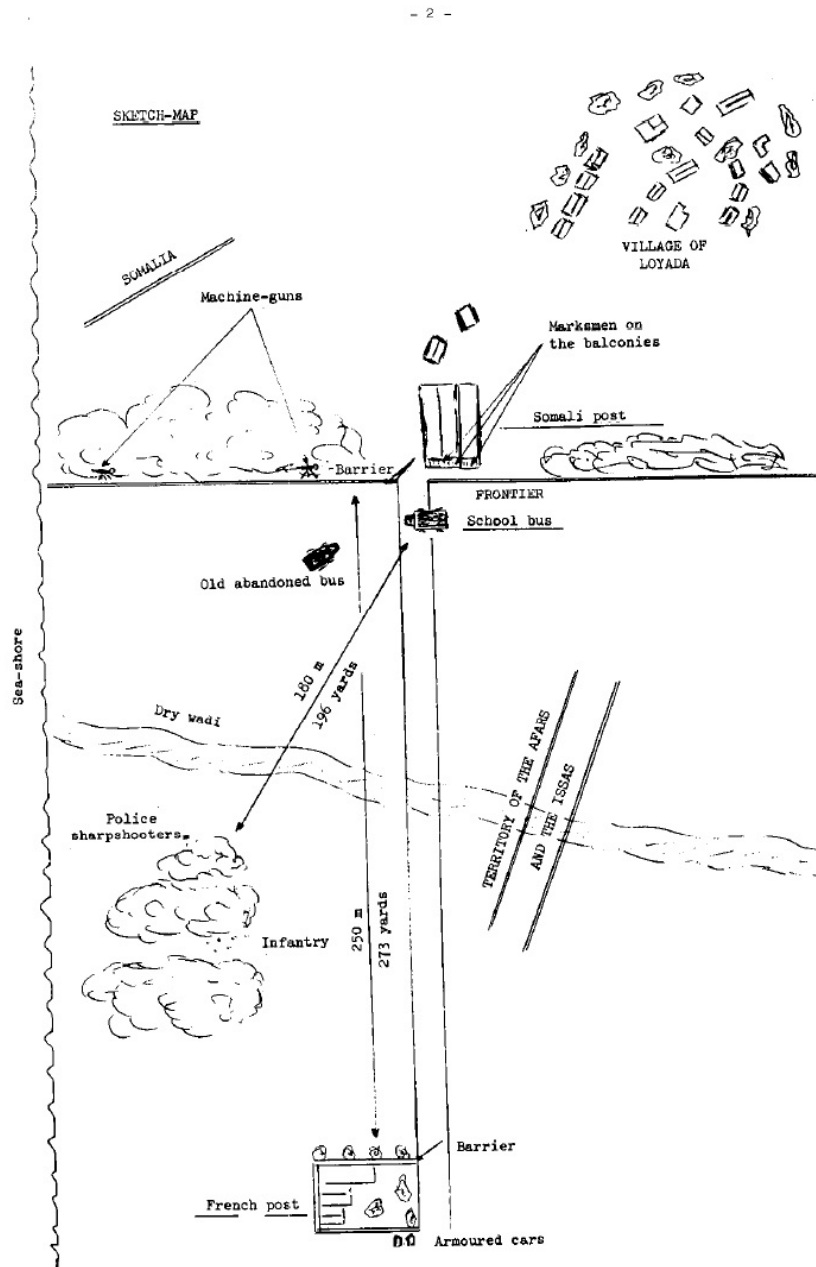 - 2 -
SKETCH-MAP
VILLAGE OF
LOYADA
SOMALIA
Machine-guns
Marksmen on
the balconies
Somali post
Barrier
FRONTIER
School bus
Old abandoned bus
Sea-shore
180 m
196 yards
Dry wadi
TERRITORY OF THE AFARS
AND THE ISSAS
Police
sharpshooters
250 m
273 yards
Infantry
Barrier
French post
Armoured cars